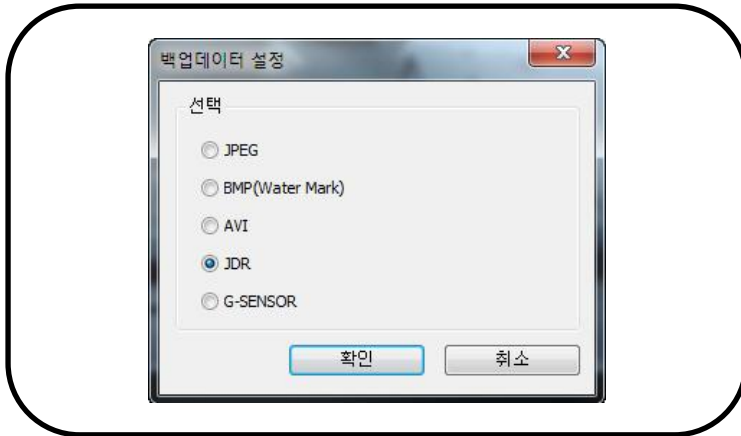 백업데이터 설정
선택
JPEG
BMP(Water Mark)
AVI
JDR
G-SENSOR
확인 취소